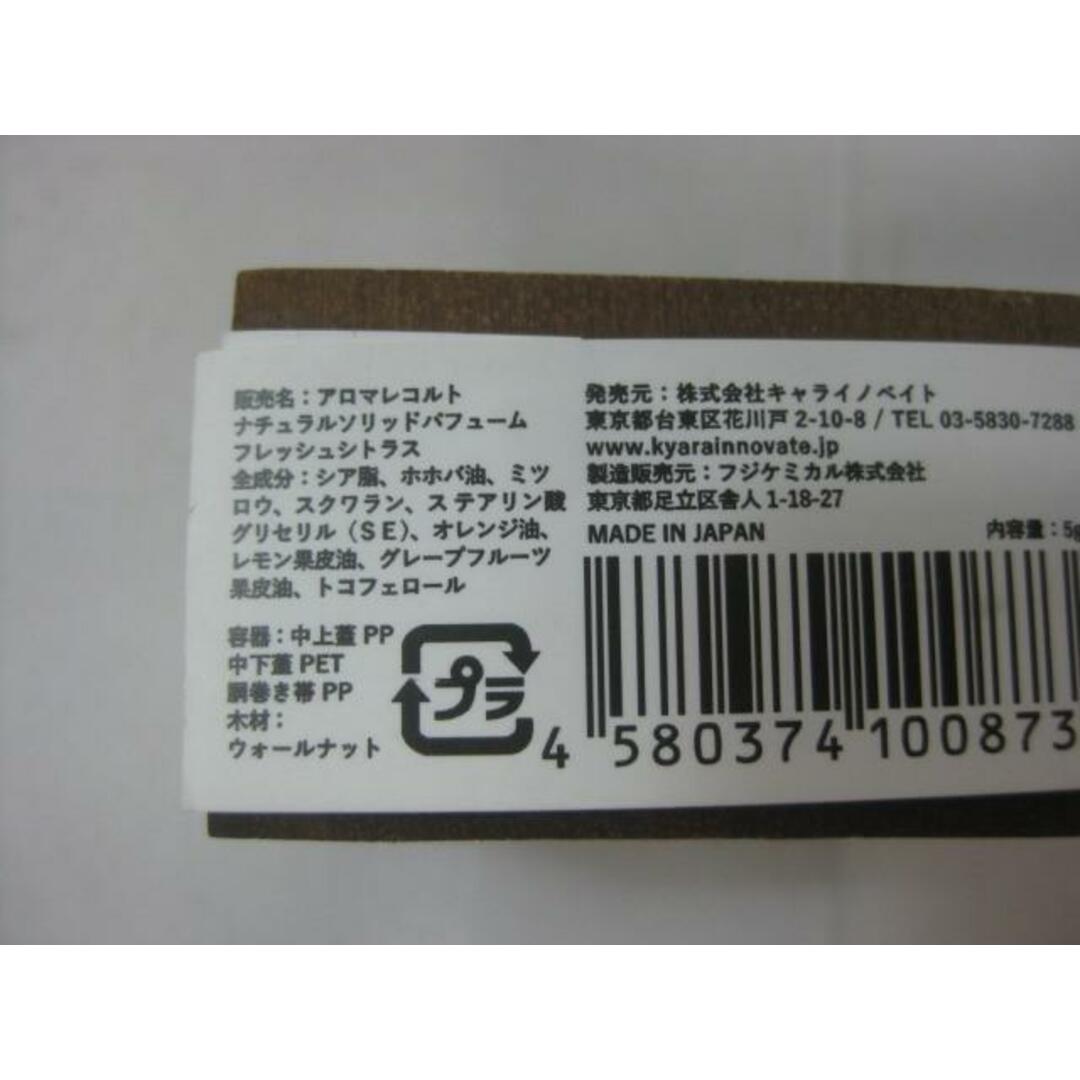 販売名：アロマレコルト
ナチュラルソリッドパフューム
フレッシュシトラス
全成分：シア脂、ホホバ油、ミツ
ロウ、スクワラン、ステアリン酸
グリセリル（ＳＥ）、オレンジ油、
レモン果皮油、グレープフルーツ
果皮油、トコフェロール
容器：中上蓋 PP
中下蓋 PET
胴巻き帯 PP
木材：
ウォールナット
プラ
発売元：株式会社キャライノベイト
東京都台東区花川戸 2-10-8 / TEL 03-5830-7288
www.kyarainnovate.jp
製造販売元：フジケミカル株式会社
東京都足立区舎人 1-18-27
MADE IN JAPAN 内容量：5g
4 580374 100873